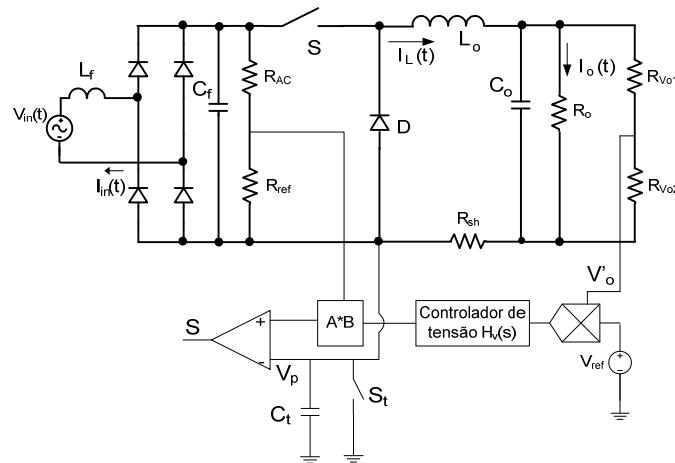 S
L_f
C_f
R_AC
I_L(t)
L_o
C_o
I_o(t)
R_o
R_Vo1
V_in(t)
D
I_in(t)
R_ref
R_Vo2
R_sh
V'_o
S
+
-
A*B
Controlador de
tensão H_v(s)
V_p
S_t
C_t
V_ref